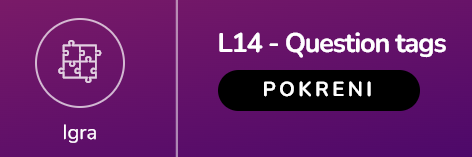 L14 - Question tags
POKRENI
Igra